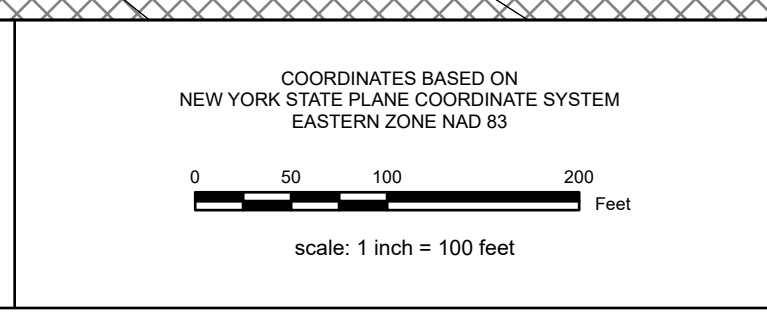 COORDINATES BASED ON
NEW YORK STATE PLANE COORDINATE SYSTEM
EASTERN ZONE NAD 83
0 50 100 200
Feet
scale: 1 inch = 100 feet